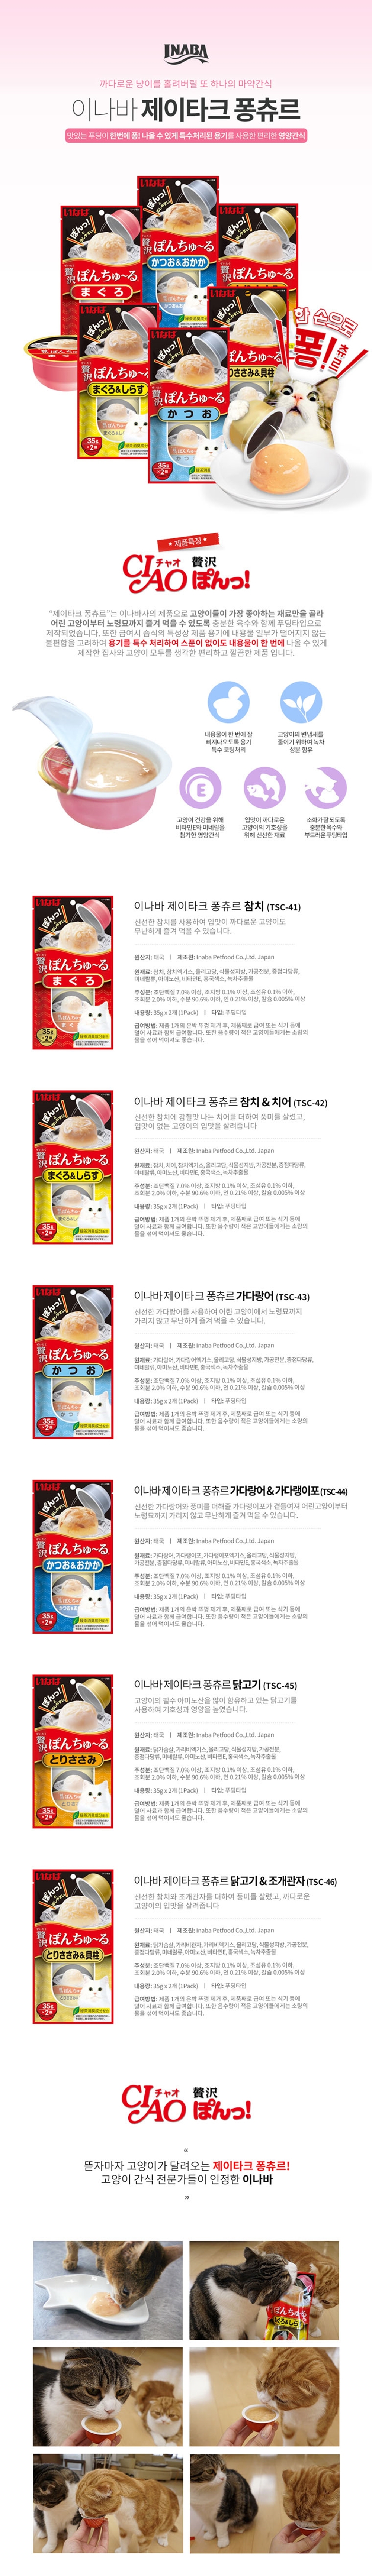 INABA
까다로운 냥이를 홀려버릴 또 하나의 마약간식
이나바 제이타크 퐁츄르
맛있는 푸딩이 한번에 퐁! 나올 수 있게 특수처리된 용기를 사용한 편리한 영양간식
한 손으로
퐁!
* 제품특징 *
CIAO チャオ 贅沢 ぽんっ!
“제이타크 퐁츄르”는 이나바사의 제품으로 고양이들이 가장 좋아하는 재료만을 골라
어린 고양이부터 노령묘까지 즐겨 먹을 수 있도록 충분한 육수와 함께 푸딩타입으로
제작되었습니다. 또한 급여시 습식의 특성상 제품 용기에 내용물 일부가 떨어지지 않는
불편함을 고려하여 용기를 특수 처리하여 스푼이 없이도 내용물이 한 번에 나올 수 있게
제작한 집사와 고양이 모두를 생각한 편리하고 깔끔한 제품 입니다.
내용물이 한 번에 잘
빠져나오도록 용기
특수 코팅처리
고양이의 변냄새를
줄이기 위하여 녹차
성분 함유
고양이 건강을 위해
비타민E와 미네랄을
첨가한 영양간식
입맛이 까다로운
고양이의 기호성을
위해 신선한 재료
소화가 잘 되도록
충분한 육수와
부드러운 푸딩타입
이나바 제이타크 퐁츄르 참치 (TSC-41)
신선한 참치를 사용하여 입맛이 까다로운 고양이도
무난하게 즐겨 먹을 수 있습니다.
원산지: 태국 | 제조원: Inaba Petfood Co.,Ltd. Japan
원재료: 참치, 참치엑기스, 올리고당, 식물성지방, 가공전분, 증점다당류,
미네랄류, 아미노산, 비타민E, 홍국색소, 녹차추출물
주성분: 조단백질 7.0% 이상, 조지방 0.1% 이상, 조섬유 0.1% 이하,
조회분 2.0% 이하, 수분 90.6% 이하, 인 0.21% 이상, 칼슘 0.005% 이상
내용량: 35g x 2개 (1Pack) | 타입: 푸딩타입
급여방법: 제품 1개의 은박 뚜껑 제거 후, 제품째로 급여 또는 식기 등에
덜어 사료과 함께 급여합니다. 또한 음수량이 적은 고양이들에게는 소량의
물을 섞어 먹이셔도 좋습니다.
이나바 제이타크 퐁츄르 참치 & 치어 (TSC-42)
신선한 참치에 감칠맛 나는 치어를 더하여 풍미를 살렸고,
입맛이 없는 고양이의 입맛을 살려줍니다
원산지: 태국 | 제조원: Inaba Petfood Co.,Ltd. Japan
원재료: 참치, 치어, 참치엑기스, 올리고당, 식물성지방, 가공전분, 증점다당류,
미네랄류, 아미노산, 비타민E, 홍국색소, 녹차추출물
주성분: 조단백질 7.0% 이상, 조지방 0.1% 이상, 조섬유 0.1% 이하,
조회분 2.0% 이하, 수분 90.6% 이하, 인 0.21% 이상, 칼슘 0.005% 이상
내용량: 35g x 2개 (1Pack) | 타입: 푸딩타입
급여방법: 제품 1개의 은박 뚜껑 제거 후, 제품째로 급여 또는 식기 등에
덜어 사료과 함께 급여합니다. 또한 음수량이 적은 고양이들에게는 소량의
물을 섞어 먹이셔도 좋습니다.
이나바 제이타크 퐁츄르 가다랑어 (TSC-43)
신선한 가다랑어를 사용하여 어린 고양이에서 노령묘까지
가리지 않고 무난하게 즐겨 먹을 수 있습니다.
원산지: 태국 | 제조원: Inaba Petfood Co.,Ltd. Japan
원재료: 가다랑어, 가다랑어엑기스, 올리고당, 식물성지방, 가공전분, 증점다당류,
미네랄류, 아미노산, 비타민E, 홍국색소, 녹차추출물
주성분: 조단백질 7.0% 이상, 조지방 0.1% 이상, 조섬유 0.1% 이하,
조회분 2.0% 이하, 수분 90.6% 이하, 인 0.21% 이상, 칼슘 0.005% 이상
내용량: 35g x 2개 (1Pack) | 타입: 푸딩타입
급여방법: 제품 1개의 은박 뚜껑 제거 후, 제품째로 급여 또는 식기 등에
덜어 사료과 함께 급여합니다. 또한 음수량이 적은 고양이들에게는 소량의
물을 섞어 먹이셔도 좋습니다.
이나바 제이타크 퐁츄르 가다랑어 & 가다랭이포 (TSC-44)
신선한 가다랑어와 풍미를 더해줄 가다랭이포가 곁들여져 어린고양이부터
노령묘까지 가리지 않고 무난하게 즐겨 먹을 수 있습니다.
원산지: 태국 | 제조원: Inaba Petfood Co.,Ltd. Japan
원재료: 가다랑어, 가다랭이포, 가다랭이포엑기스, 올리고당, 식물성지방,
가공전분, 증점다당류, 미네랄류, 아미노산, 비타민E, 홍국색소, 녹차추출물
주성분: 조단백질 7.0% 이상, 조지방 0.1% 이상, 조섬유 0.1% 이하,
조회분 2.0% 이하, 수분 90.6% 이하, 인 0.21% 이상, 칼슘 0.005% 이상
내용량: 35g x 2개 (1Pack) | 타입: 푸딩타입
급여방법: 제품 1개의 은박 뚜껑 제거 후, 제품째로 급여 또는 식기 등에
덜어 사료과 함께 급여합니다. 또한 음수량이 적은 고양이들에게는 소량의
물을 섞어 먹이셔도 좋습니다.
이나바 제이타크 퐁츄르 닭고기 (TSC-45)
고양이의 필수 아미노산을 많이 함유하고 있는 닭고기를
사용하여 기호성과 영양을 높였습니다.
원산지: 태국 | 제조원: Inaba Petfood Co.,Ltd. Japan
원재료: 닭가슴살, 가리비엑기스, 올리고당, 식물성지방, 가공전분,
증점다당류, 미네랄류, 아미노산, 비타민E, 홍국색소, 녹차추출물
주성분: 조단백질 7.0% 이상, 조지방 0.1% 이상, 조섬유 0.1% 이하,
조회분 2.0% 이하, 수분 90.6% 이하, 인 0.21% 이상, 칼슘 0.005% 이상
내용량: 35g x 2개 (1Pack) | 타입: 푸딩타입
급여방법: 제품 1개의 은박 뚜껑 제거 후, 제품째로 급여 또는 식기 등에
덜어 사료과 함께 급여합니다. 또한 음수량이 적은 고양이들에게는 소량의
물을 섞어 먹이셔도 좋습니다.
이나바 제이타크 퐁츄르 닭고기 & 조개관자 (TSC-46)
신선한 참치와 조개관자를 더하여 풍미를 살렸고, 까다로운
고양이의 입맛을 살려줍니다
원산지: 태국 | 제조원: Inaba Petfood Co.,Ltd. Japan
원재료: 닭가슴살, 가리비관자, 가리비엑기스, 올리고당, 식물성지방, 가공전분,
증점다당류, 미네랄류, 아미노산, 비타민E, 홍국색소, 녹차추출물
주성분: 조단백질 7.0% 이상, 조지방 0.1% 이상, 조섬유 0.1% 이하,
조회분 2.0% 이하, 수분 90.6% 이하, 인 0.21% 이상, 칼슘 0.005% 이상
내용량: 35g x 2개 (1Pack) | 타입: 푸딩타입
급여방법: 제품 1개의 은박 뚜껑 제거 후, 제품째로 급여 또는 식기 등에
덜어 사료과 함께 급여합니다. 또한 음수량이 적은 고양이들에게는 소량의
물을 섞어 먹이셔도 좋습니다.
CIAO チャオ 贅沢 ぽんっ!
“
뜯자마자 고양이가 달려오는 제이타크 퐁츄르!
고양이 간식 전문가들이 인정한 이나바
”